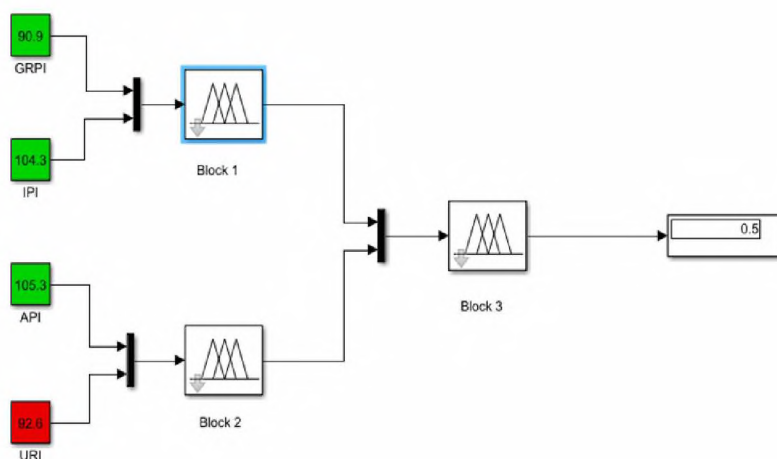 90.9
GRPI
104.3
IPI
Block 1
105.3
API
92.6
URI
Block 2
Block 3
0.5